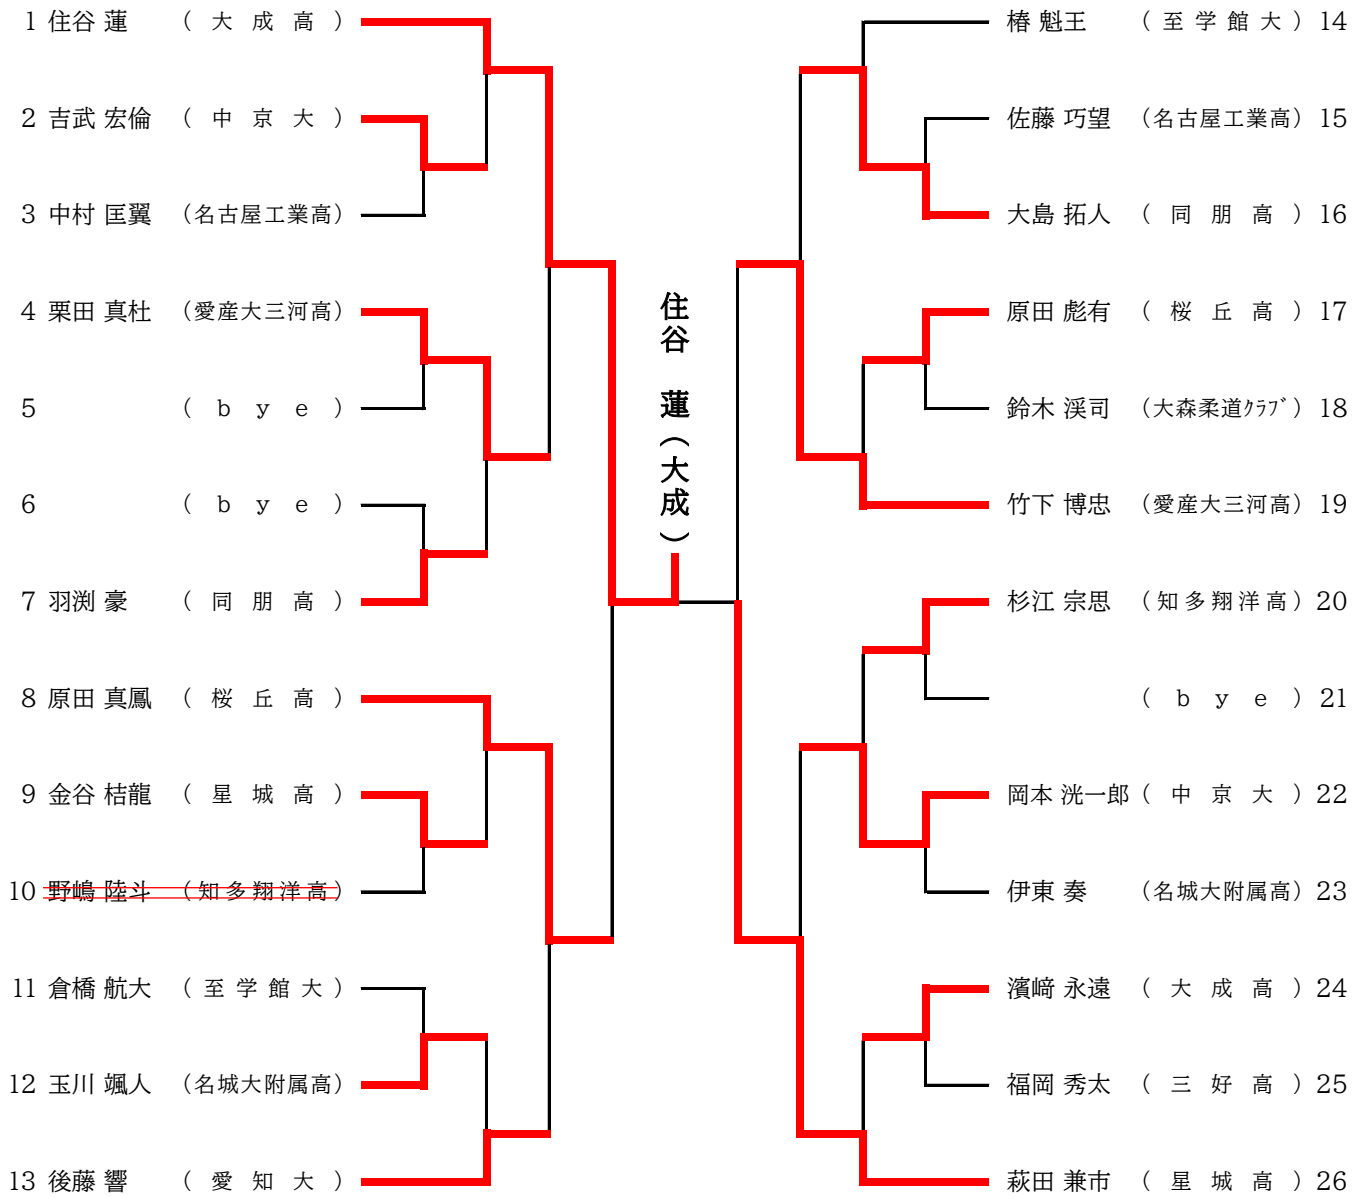 1 住谷 蓮 (大成高)
2 吉武 宏倫 (中京大)
3 中村 匡翼 (名古屋工業高)
4 栗田 真杜 (愛産大三河高)
5 (bye)
6 (bye)
7 羽渕 豪 (同朋高)
8 原田 真鳳 (桜丘高)
9 金谷 桔龍 (星城高)
10 野嶋 陸斗 (知多翔洋高)
11 倉橋 航大 (至学館大)
12 玉川 颯人 (名城大附属高)
13 後藤 響 (愛知大)
住谷 蓮(大成)
椿 魁王 (至学館大) 14
佐藤 巧望 (名古屋工業高) 15
大島 拓人 (同朋高) 16
原田 彪有 (桜丘高) 17
鈴木 渓司 (大森柔道ｸﾗﾌﾞ) 18
竹下 博忠 (愛産大三河高) 19
杉江 宗思 (知多翔洋高) 20
(bye) 21
岡本 洸一郎 (中京大) 22
伊東 奏 (名城大附属高) 23
濱﨑 永遠 (大成高) 24
福岡 秀太 (三好高) 25
萩田 兼市 (星城高) 26